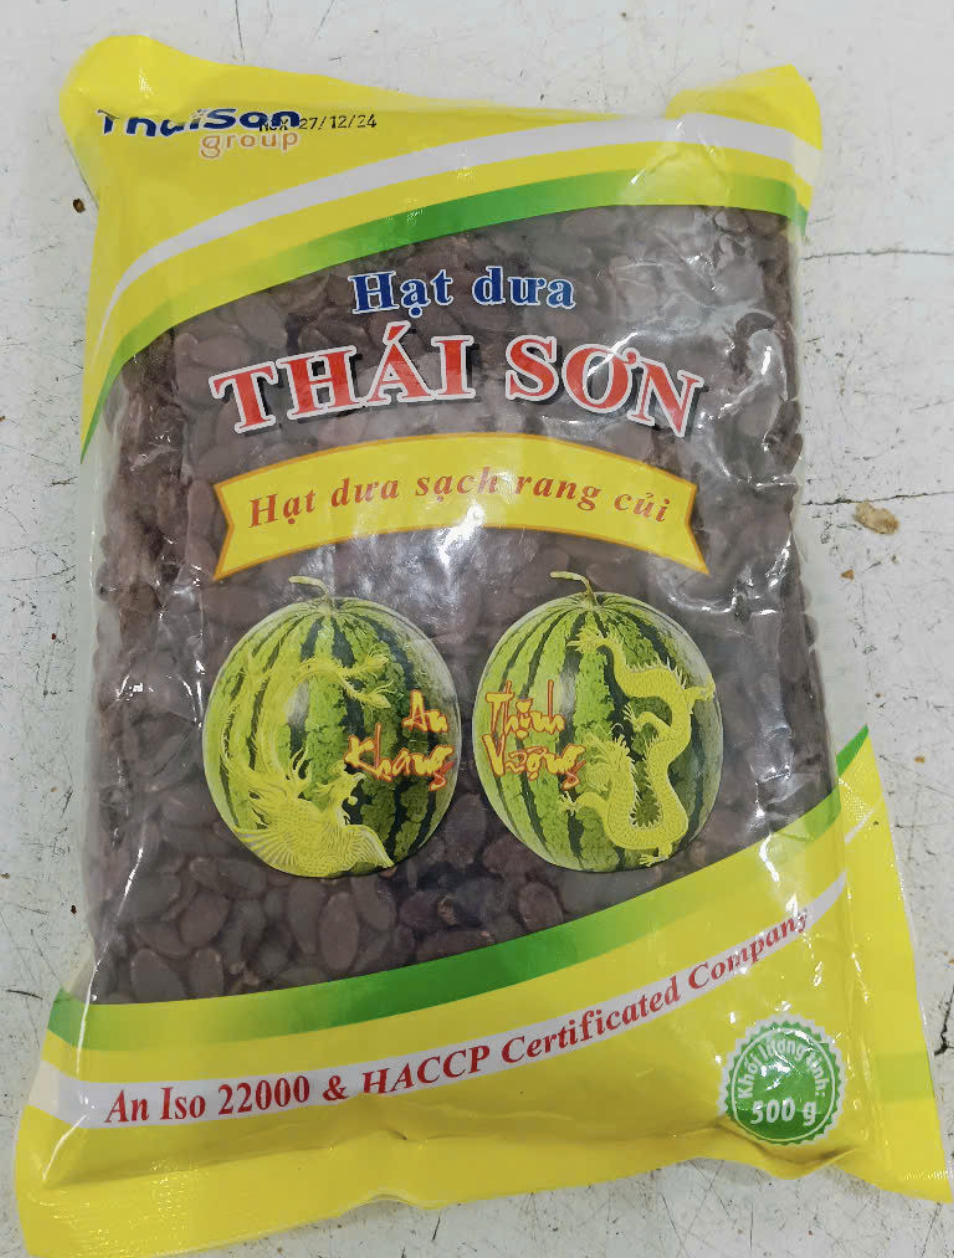 ThaiSơn
group
NSX 27/12/24
Hạt dưa
THÁI SƠN
Hạt dưa sạch rang củi
An
Khang
Thịnh
Vượng
An Iso 22000 & HACCP Certificated Company
Khối lượng tịnh:
500 g